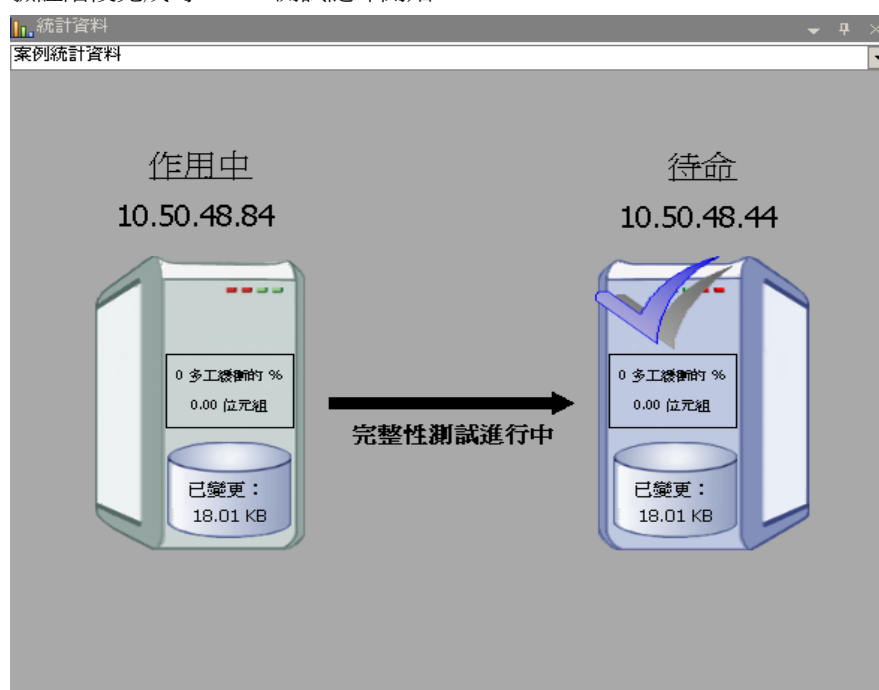 統計資料
案例統計資料
作用中
10.50.48.84
待命
10.50.48.44
0 多工緩衝的 %
0.00 位元組
已變更：
18.01 KB
完整性測試進行中
0 多工緩衝的 %
0.00 位元組
已變更：
18.01 KB